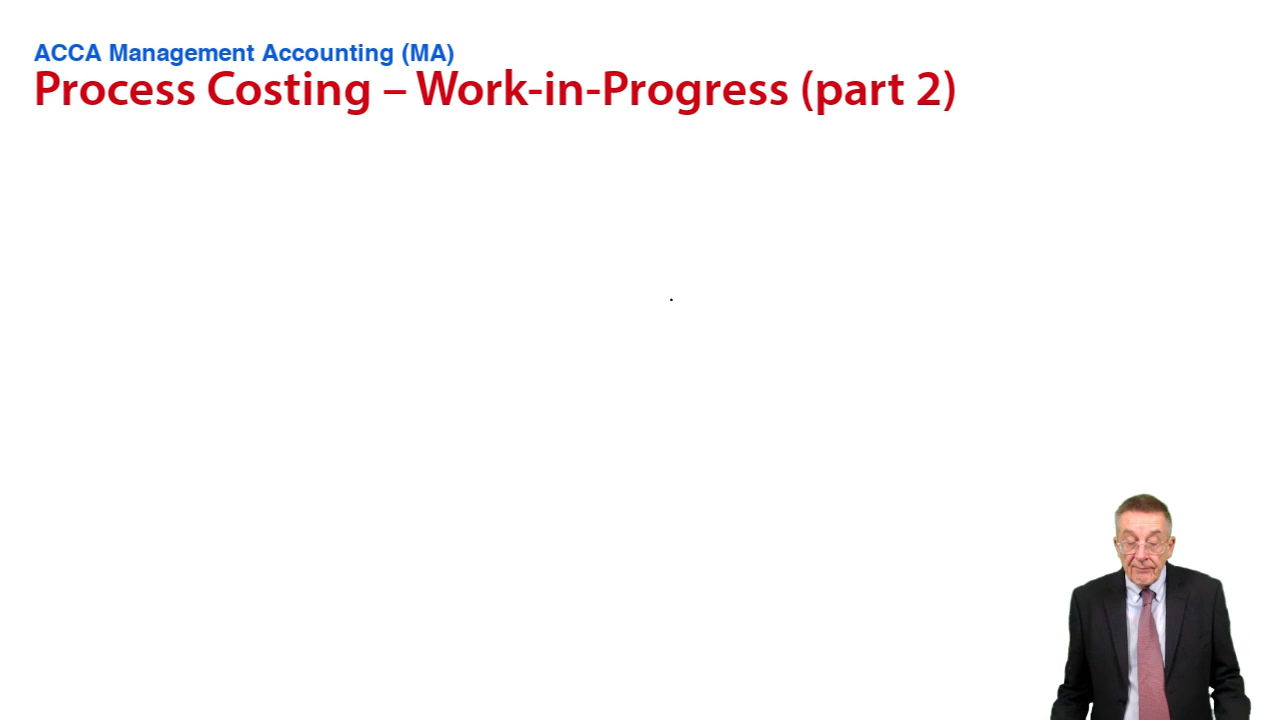 ACCA Management Accounting (MA)
Process Costing – Work-in-Progress (part 2)